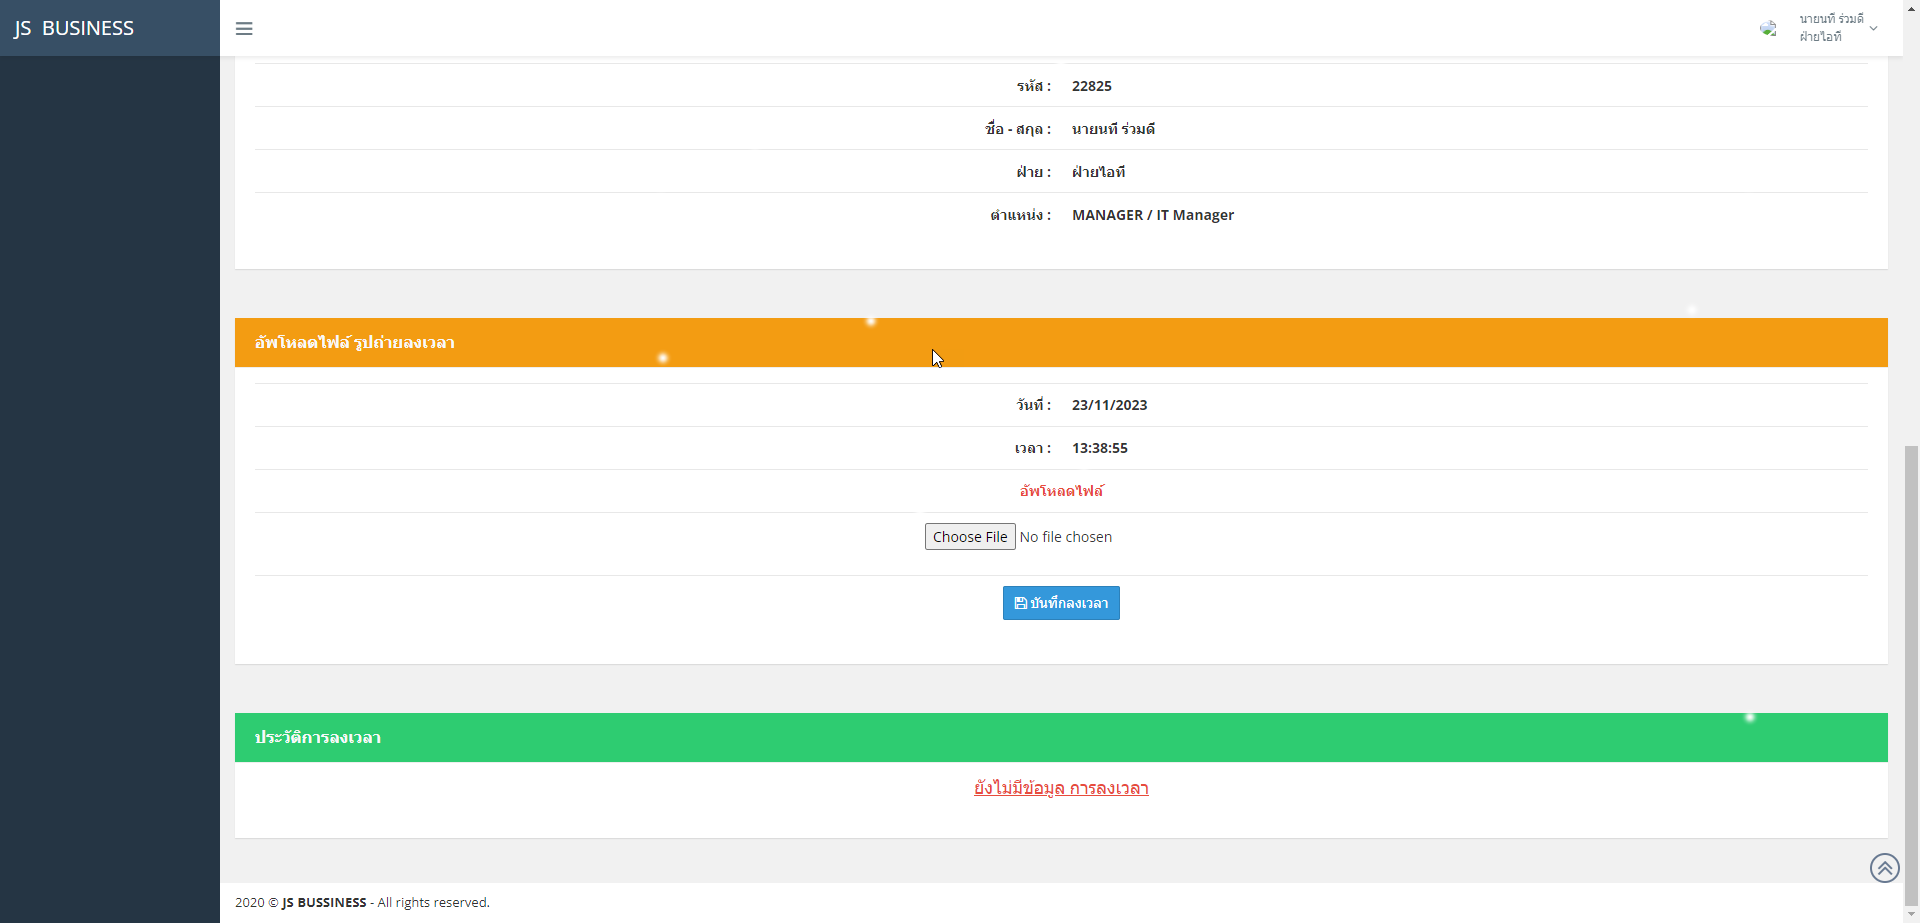 JS BUSINESS
นายนที ร่วมดี
ฝ่ายไอที
รหัส : 22825
ชื่อ - สกุล : นายนที ร่วมดี
ฝ่าย : ฝ่ายไอที
ตำแหน่ง : MANAGER / IT Manager
อัพโหลดไฟล์ รูปถ่ายลงเวลา
วันที่ : 23/11/2023
เวลา : 13:38:55
อัพโหลดไฟล์
Choose File No file chosen
บันทึกลงเวลา
ประวัติการลงเวลา
ยังไม่มีข้อมูล การลงเวลา
2020 © JS BUSSINESS - All rights reserved.